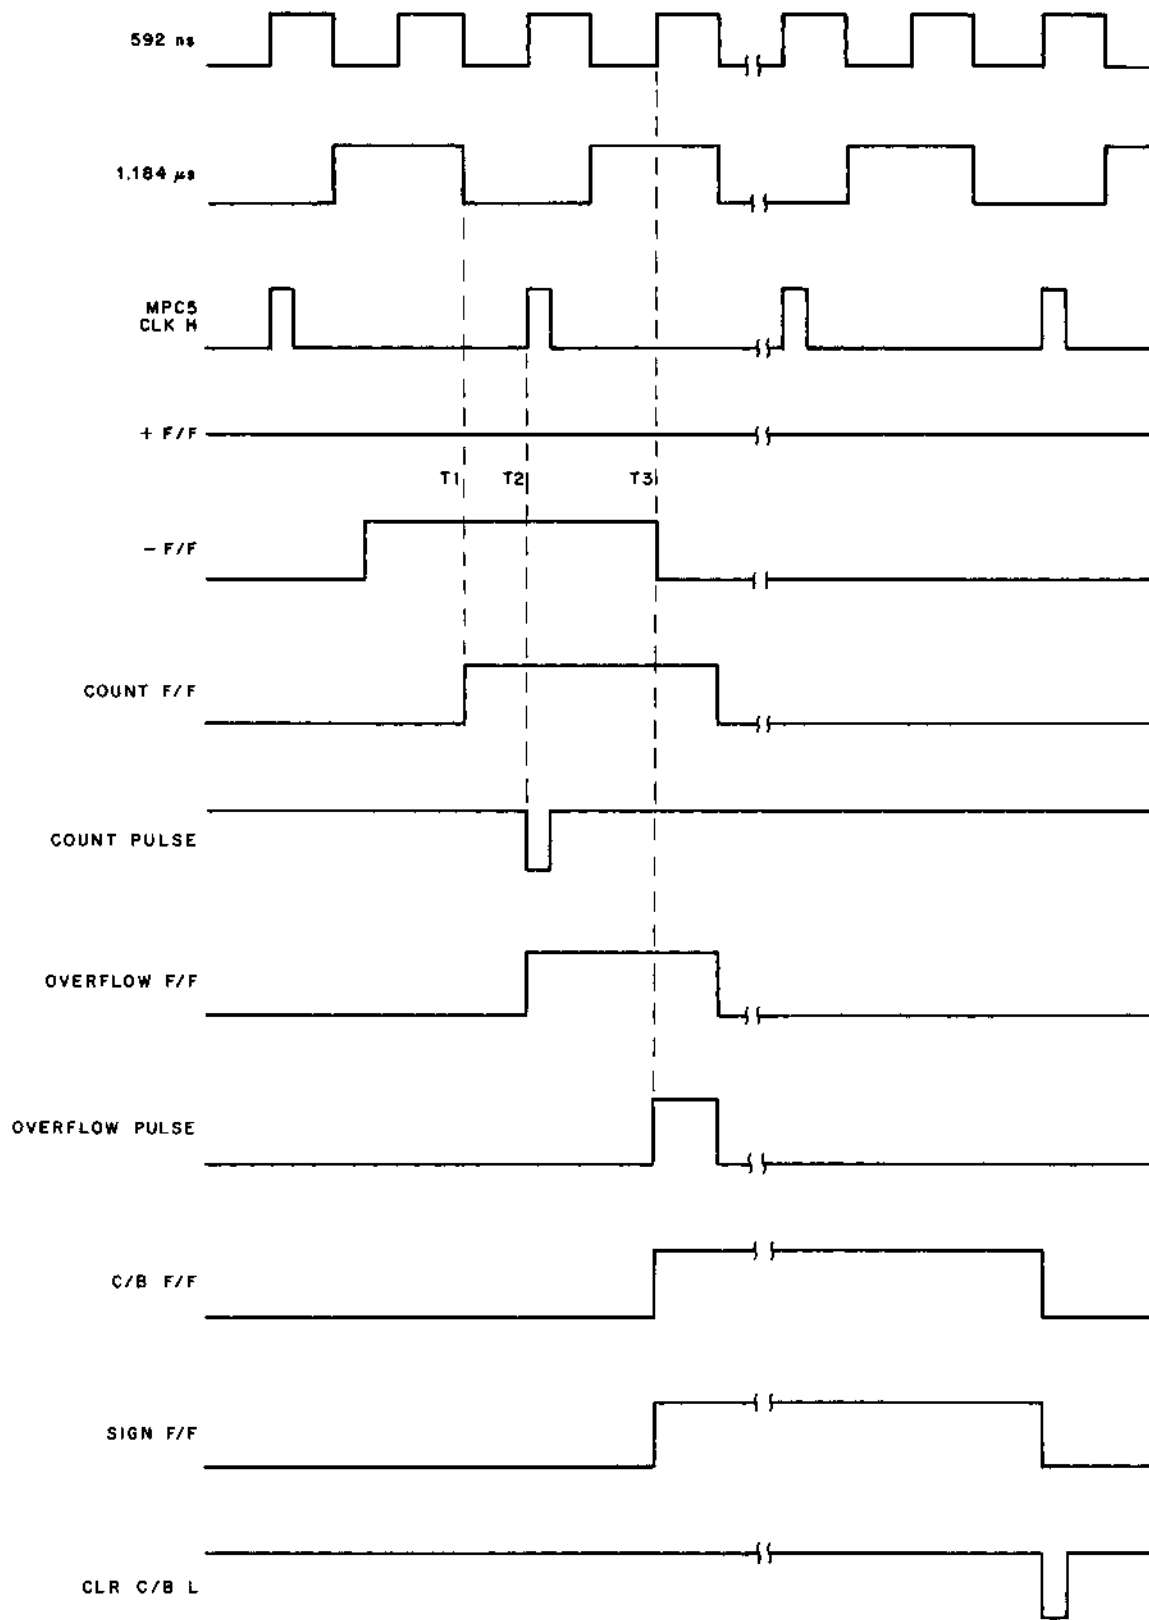 592 ns
1.184 μs
MPC5
CLK H
+ F/F
T1 T2 T3
- F/F
COUNT F/F
COUNT PULSE
OVERFLOW F/F
OVERFLOW PULSE
C/B F/F
SIGN F/F
CLR C/B L